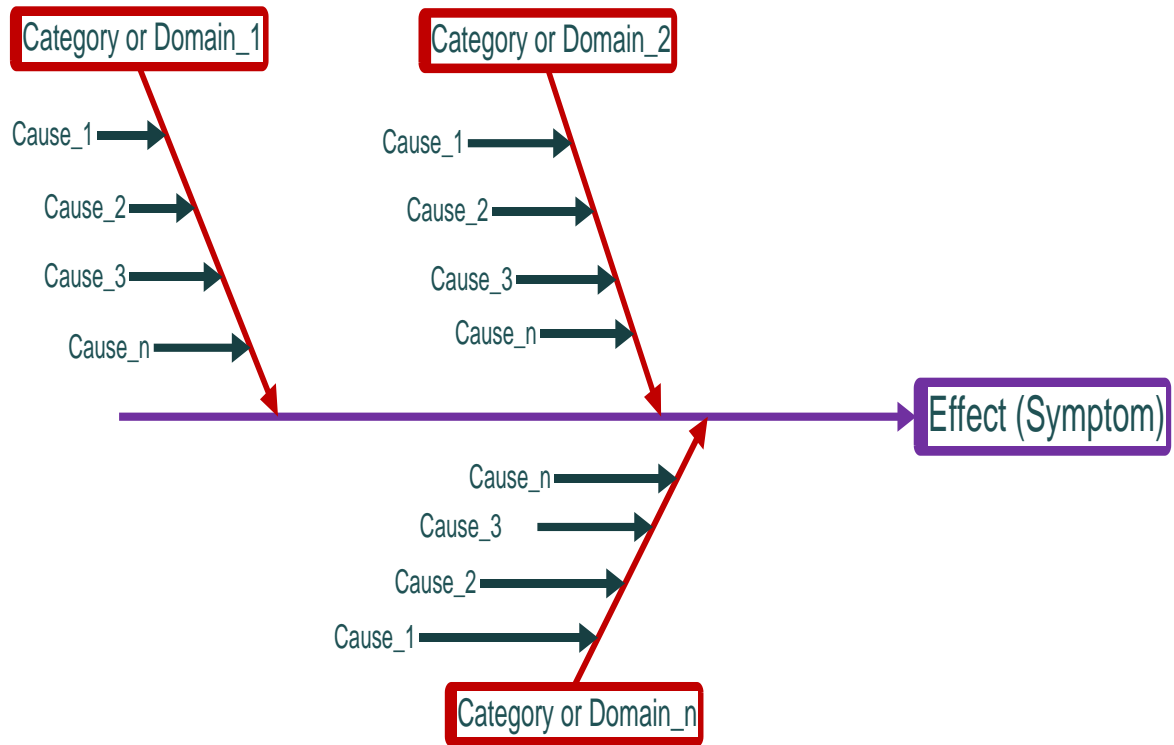 Category or Domain_1
Category or Domain_2
Cause_1
Cause_2
Cause_3
Cause_n
Cause_1
Cause_2
Cause_3
Cause_n
Effect (Symptom)
Cause_n
Cause_3
Cause_2
Cause_1
Category or Domain_n